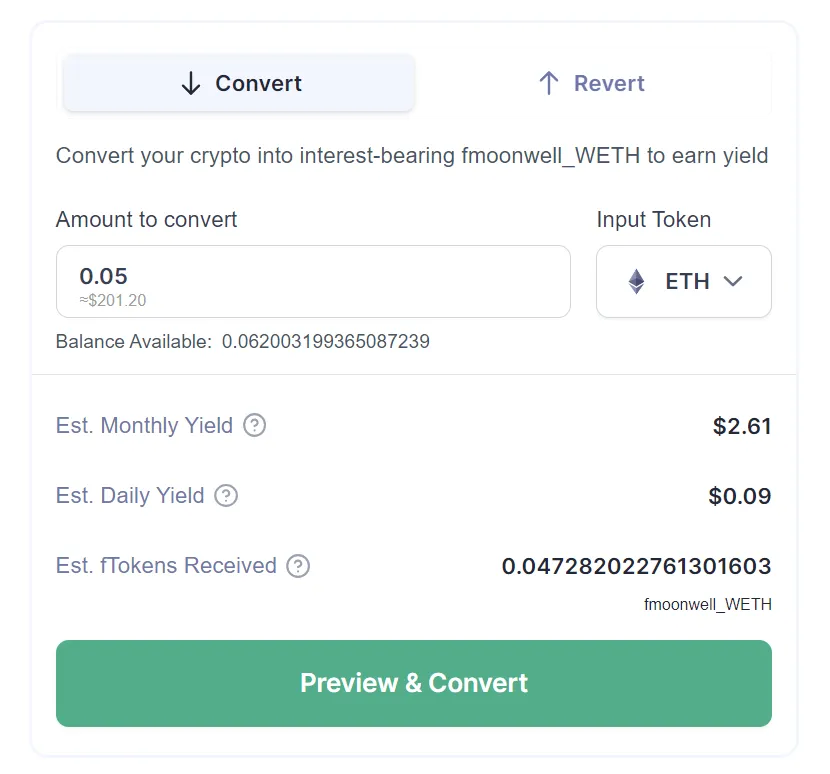 Convert
Revert
Convert your crypto into interest-bearing fmoonwell_WETH to earn yield
Amount to convert
Input Token
0.05
≈$201.20
ETH
Balance Available: 0.062003199365087239
Est. Monthly Yield ? $2.61
Est. Daily Yield ? $0.09
Est. fTokens Received ? 0.047282022761301603
fmoonwell_WETH
Preview & Convert